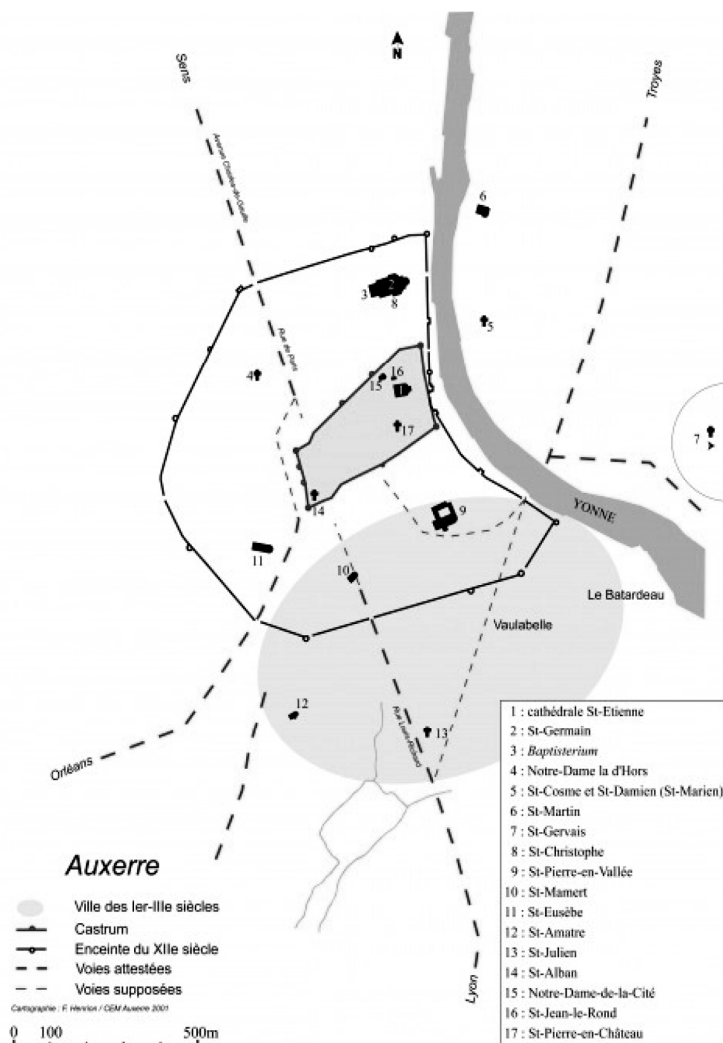 N
Sens
Troyes
Avenue Charles-de-Gaulle
6
2
3
8
5
Rue de Paris
4
16
15
1
17
7
14
9
YONNE
11
10
Le Batardeau
Vaulabelle
12
13
Rue Louis-Richard
Orléans
Lyon
1 : cathédrale St-Etienne
2 : St-Germain
3 : Baptisterium
4 : Notre-Dame la d'Hors
5 : St-Cosme et St-Damien (St-Marien)
6 : St-Martin
7 : St-Gervais
8 : St-Christophe
9 : St-Pierre-en-Vallée
10 : St-Mamert
11 : St-Eusèbe
12 : St-Amatre
13 : St-Julien
14 : St-Alban
15 : Notre-Dame-de-la-Cité
16 : St-Jean-le-Rond
17 : St-Pierre-en-Château
Auxerre
Ville des Ier-IIIe siècles
Castrum
Enceinte du XIIe siècle
Voies attestées
Voies supposées
Cartographie : F. Henrion / CEM Auxerre 2001
0 100 500m